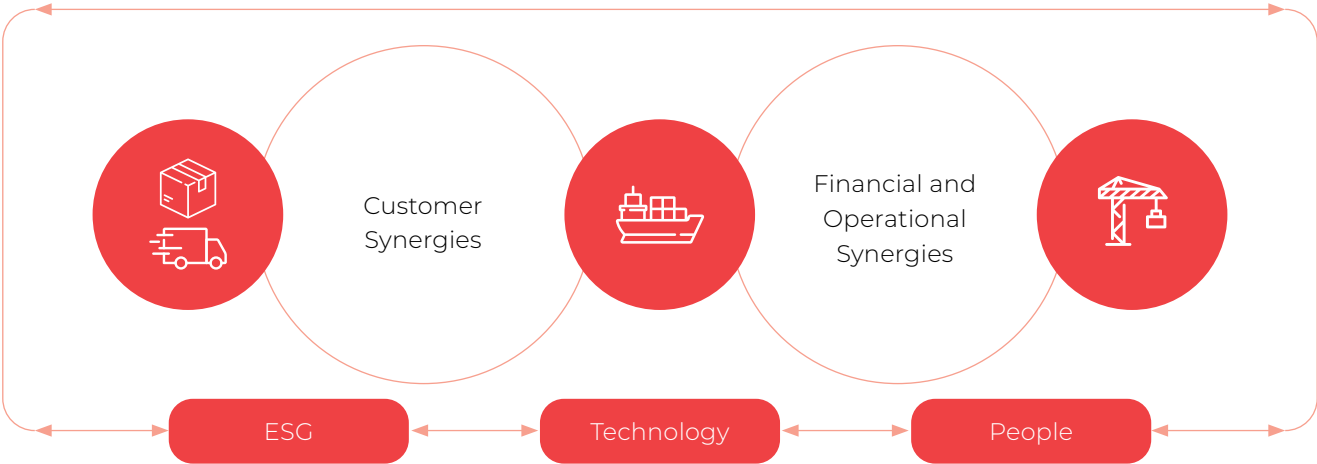 Customer
Synergies
Financial and
Operational
Synergies
ESG
Technology
People